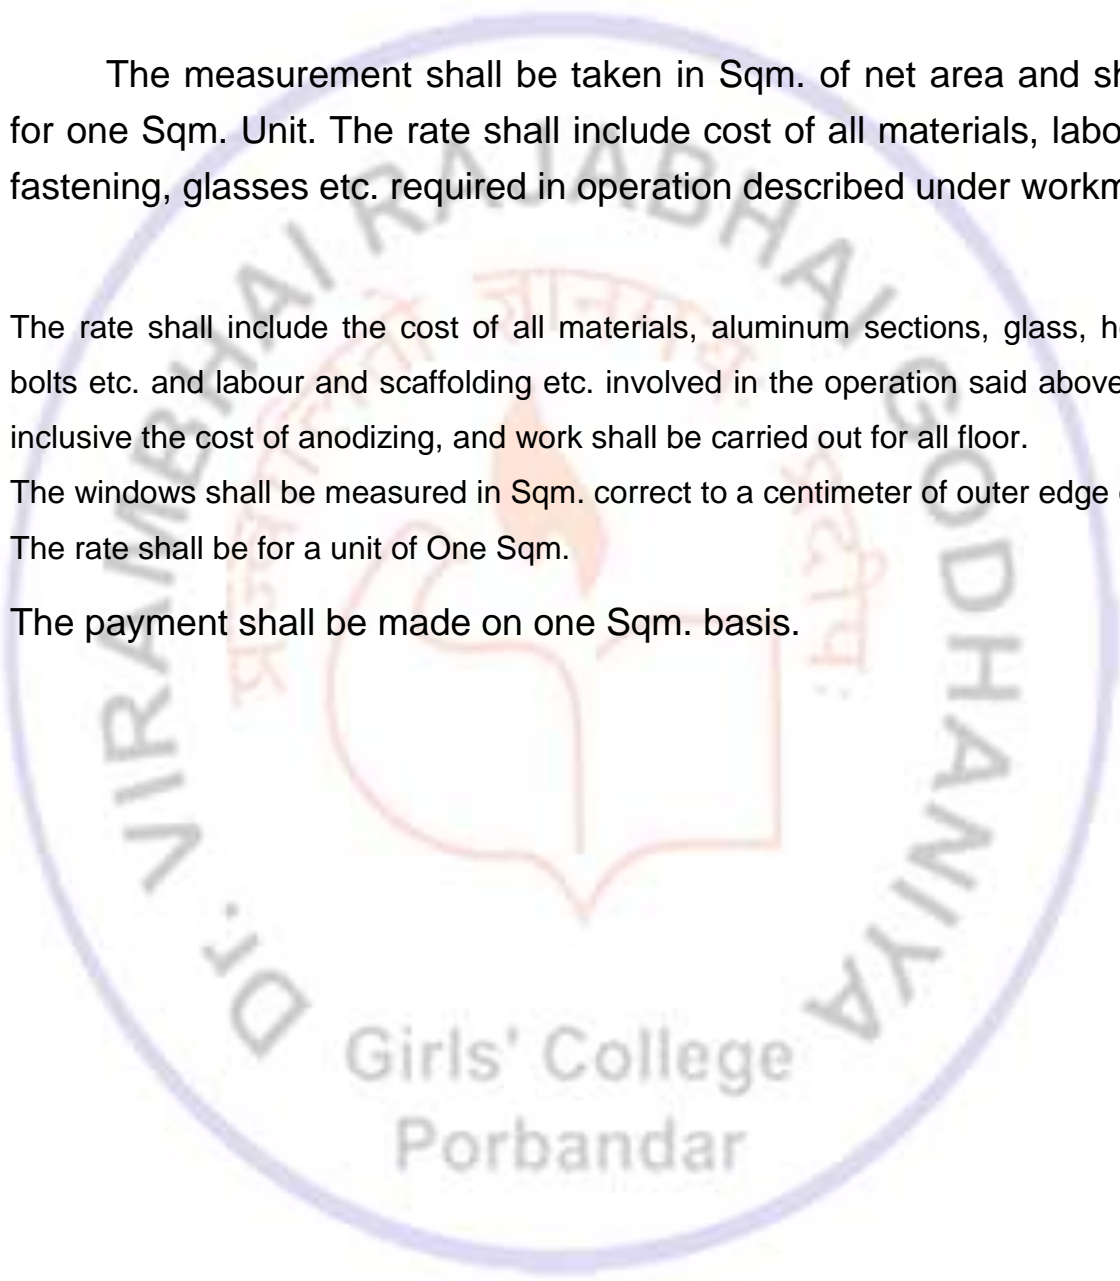 The measurement shall be taken in Sqm. of net area and
for one Sqm. Unit. The rate shall include cost of all materials,
fastening, glasses etc. required in operation described under
The rate shall include the cost of all materials, aluminum sections, glass,
bolts etc. and labour and scaffolding etc. involved in the operation said above
inclusive the cost of anodizing, and work shall be carried out for all floor.
The windows shall be measured in Sqm. correct to a centimeter of outer edge
The rate shall be for a unit of One Sqm.
The payment shall be made on one Sqm. basis.
Dr. VIRAMBHAI RAJABHAI GODHANIYA
Girls' College
Porbandar